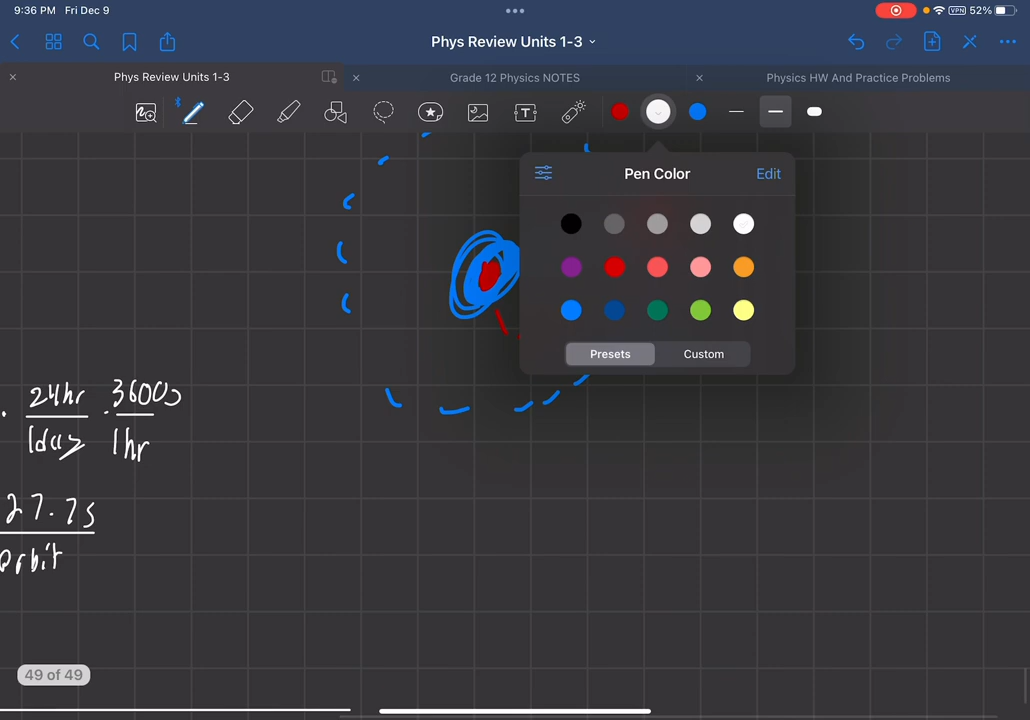 9:36 PM Fri Dec 9 VPN 52%
Phys Review Units 1-3
Phys Review Units 1-3 Grade 12 Physics NOTES Physics HW And Practice Problems
T
Pen Color Edit
Presets Custom
24hr 3600s
1day 1hr
27.7s
orbit
49 of 49